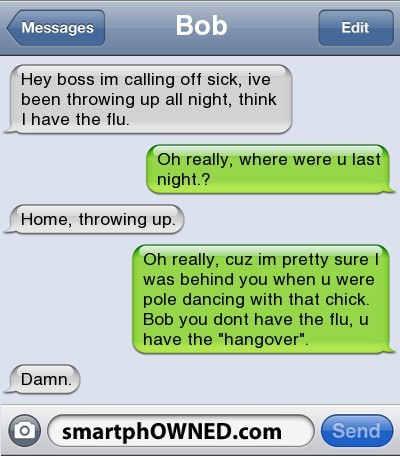 Messages
Bob
Edit
Hey boss im calling off sick, ive
been throwing up all night, think
I have the flu.
Oh really, where were u last
night.?
Home, throwing up.
Oh really, cuz im pretty sure I
was behind you when u were
pole dancing with that chick.
Bob you dont have the flu, u
have the "hangover".
Damn.
smartphOWNED.com
Send